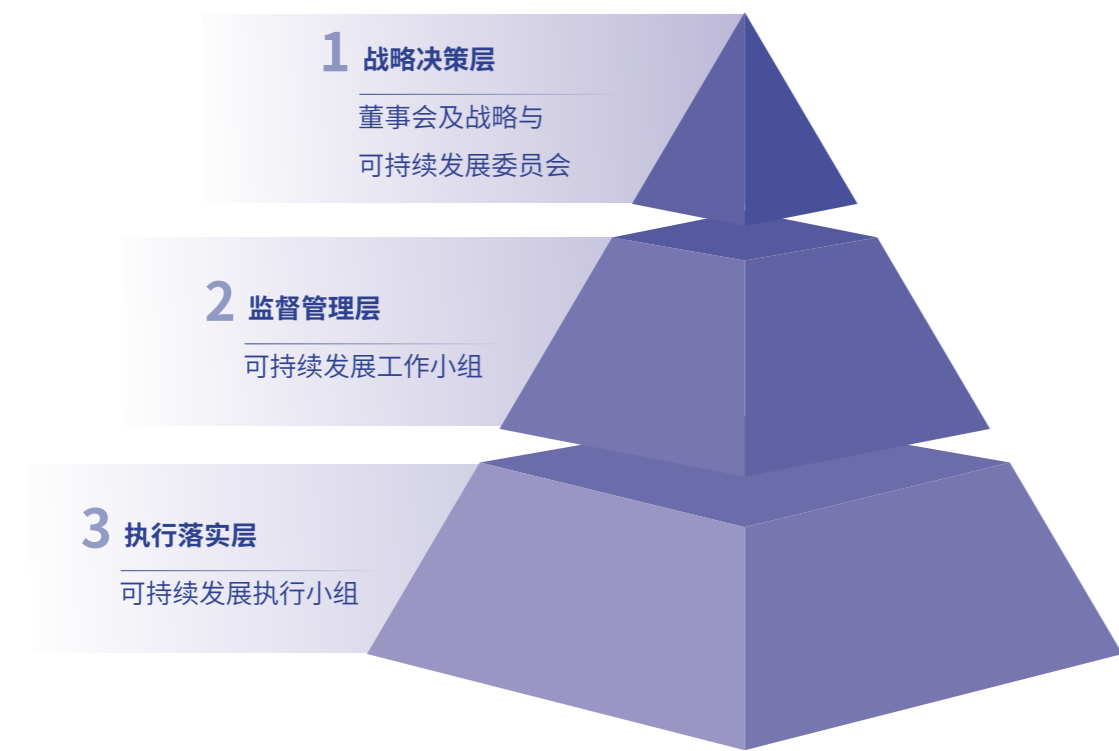 1 战略决策层
董事会及战略与
可持续发展委员会
2 监督管理层
可持续发展工作小组
3 执行落实层
可持续发展执行小组